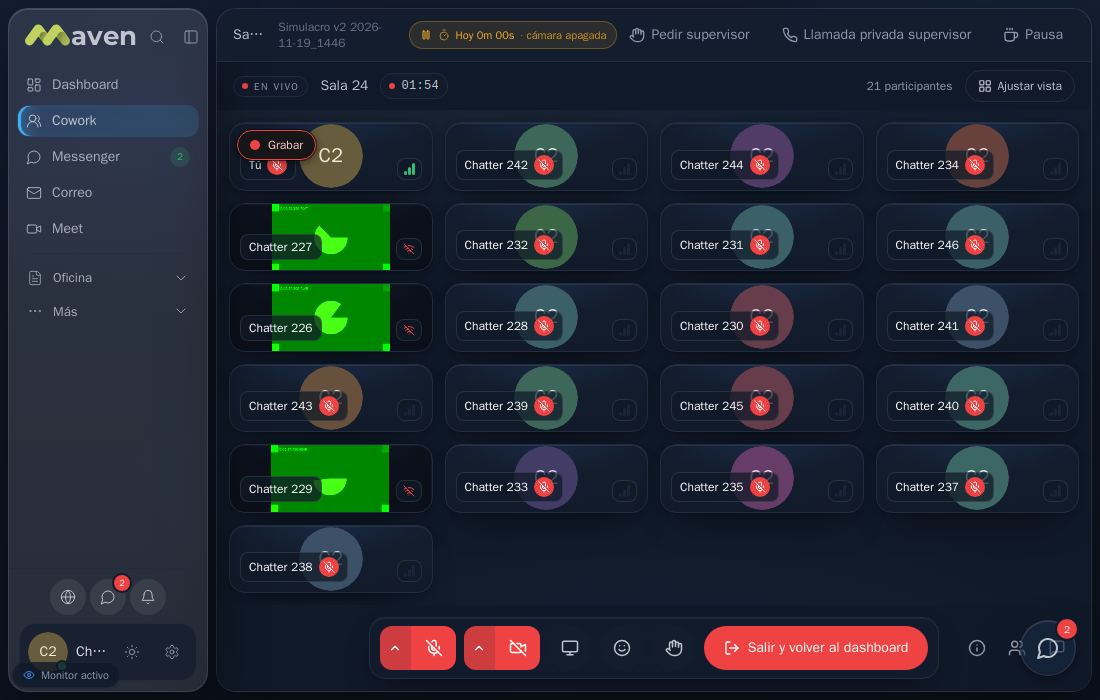 Maven
Dashboard
Cowork
Messenger 2
Correo
Meet
Oficina
Más
2
C2 Ch···
Monitor activo
Sa··· Simulacro v2 2026-
11-19_1446
Hoy 0m 00s · cámara apagada
Pedir supervisor
Llamada privada supervisor
Pausa
EN VIVO Sala 24 01:54
21 participantes
Ajustar vista
Grabar
C2
Tú
Chatter 242
Chatter 244
Chatter 234
Chatter 227
Chatter 232
Chatter 231
Chatter 246
Chatter 226
Chatter 228
Chatter 230
Chatter 241
Chatter 243
Chatter 239
Chatter 245
Chatter 240
Chatter 229
Chatter 233
Chatter 235
Chatter 237
Chatter 238
Salir y volver al dashboard
2